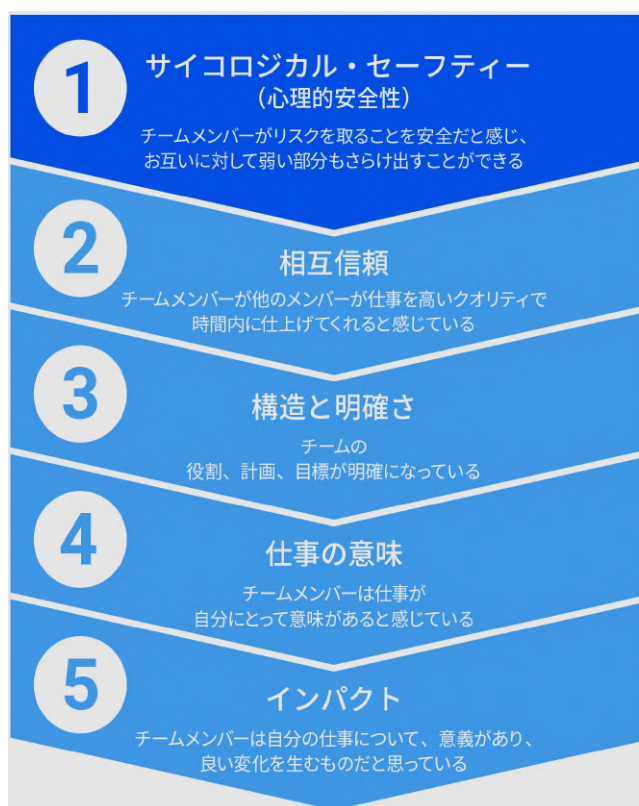 1
サイコロジカル・セーフティー
（心理的安全性）
チームメンバーがリスクを取ることを安全だと感じ、
お互いに対して弱い部分もさらけ出すことができる
2
相互信頼
チームメンバーが他のメンバーが仕事を高いクオリティで
時間内に仕上げてくれると感じている
3
構造と明確さ
チームの
役割、計画、目標が明確になっている
4
仕事の意味
チームメンバーは仕事が
自分にとって意味があると感じている
5
インパクト
チームメンバーは自分の仕事について、意義があり、
良い変化を生むものだと思っている